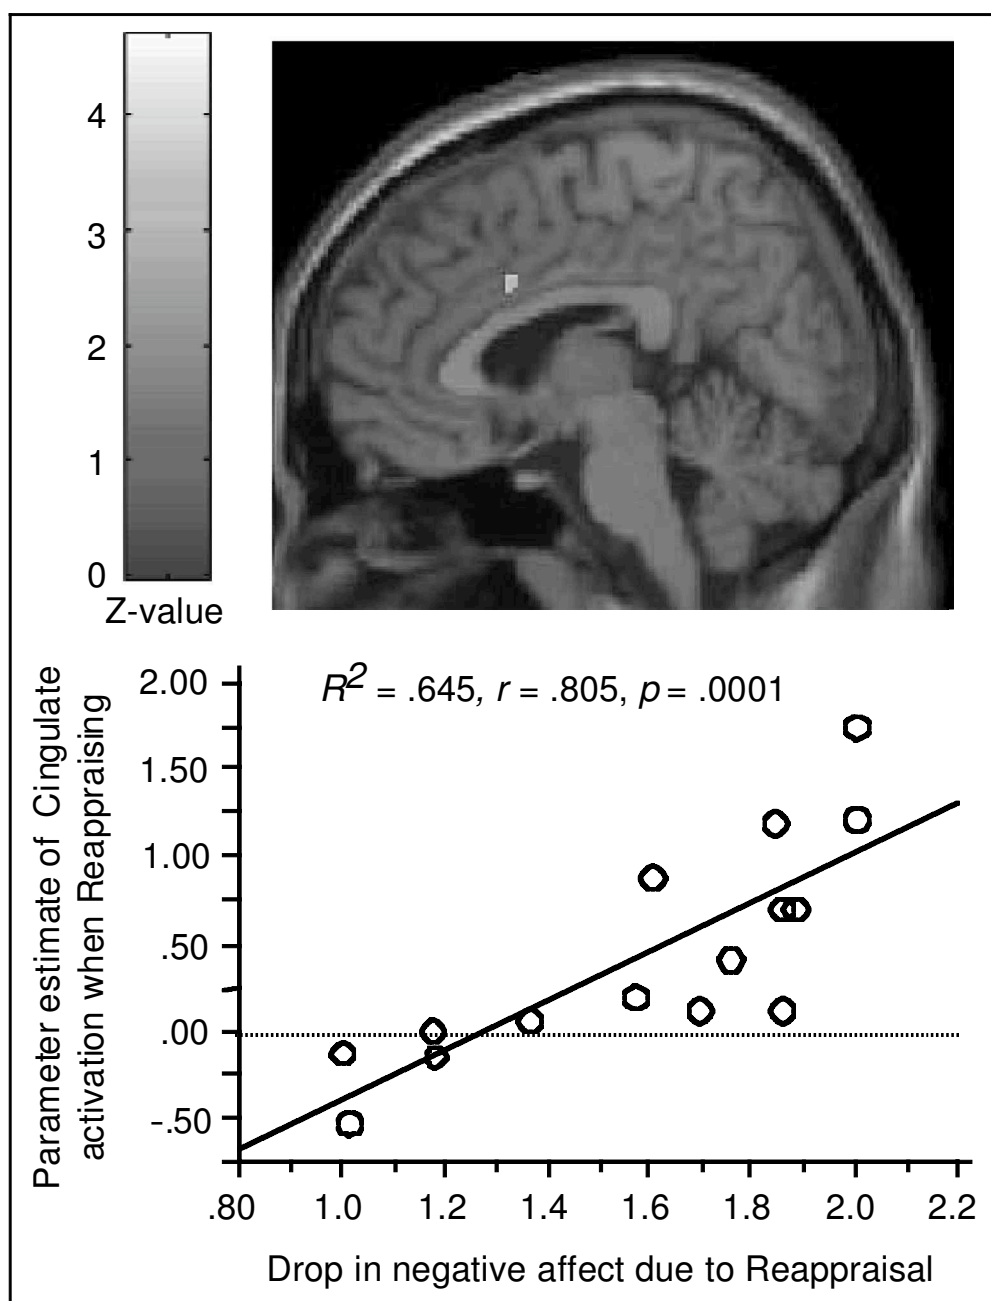 4
3
2
1
0
Z-value
R2 = .645, r = .805, p = .0001
Parameter estimate of Cingulate
activation when Reappraising
2.00
1.50
1.00
.50
.00
-.50
.80 1.0 1.2 1.4 1.6 1.8 2.0 2.2
Drop in negative affect due to Reappraisal